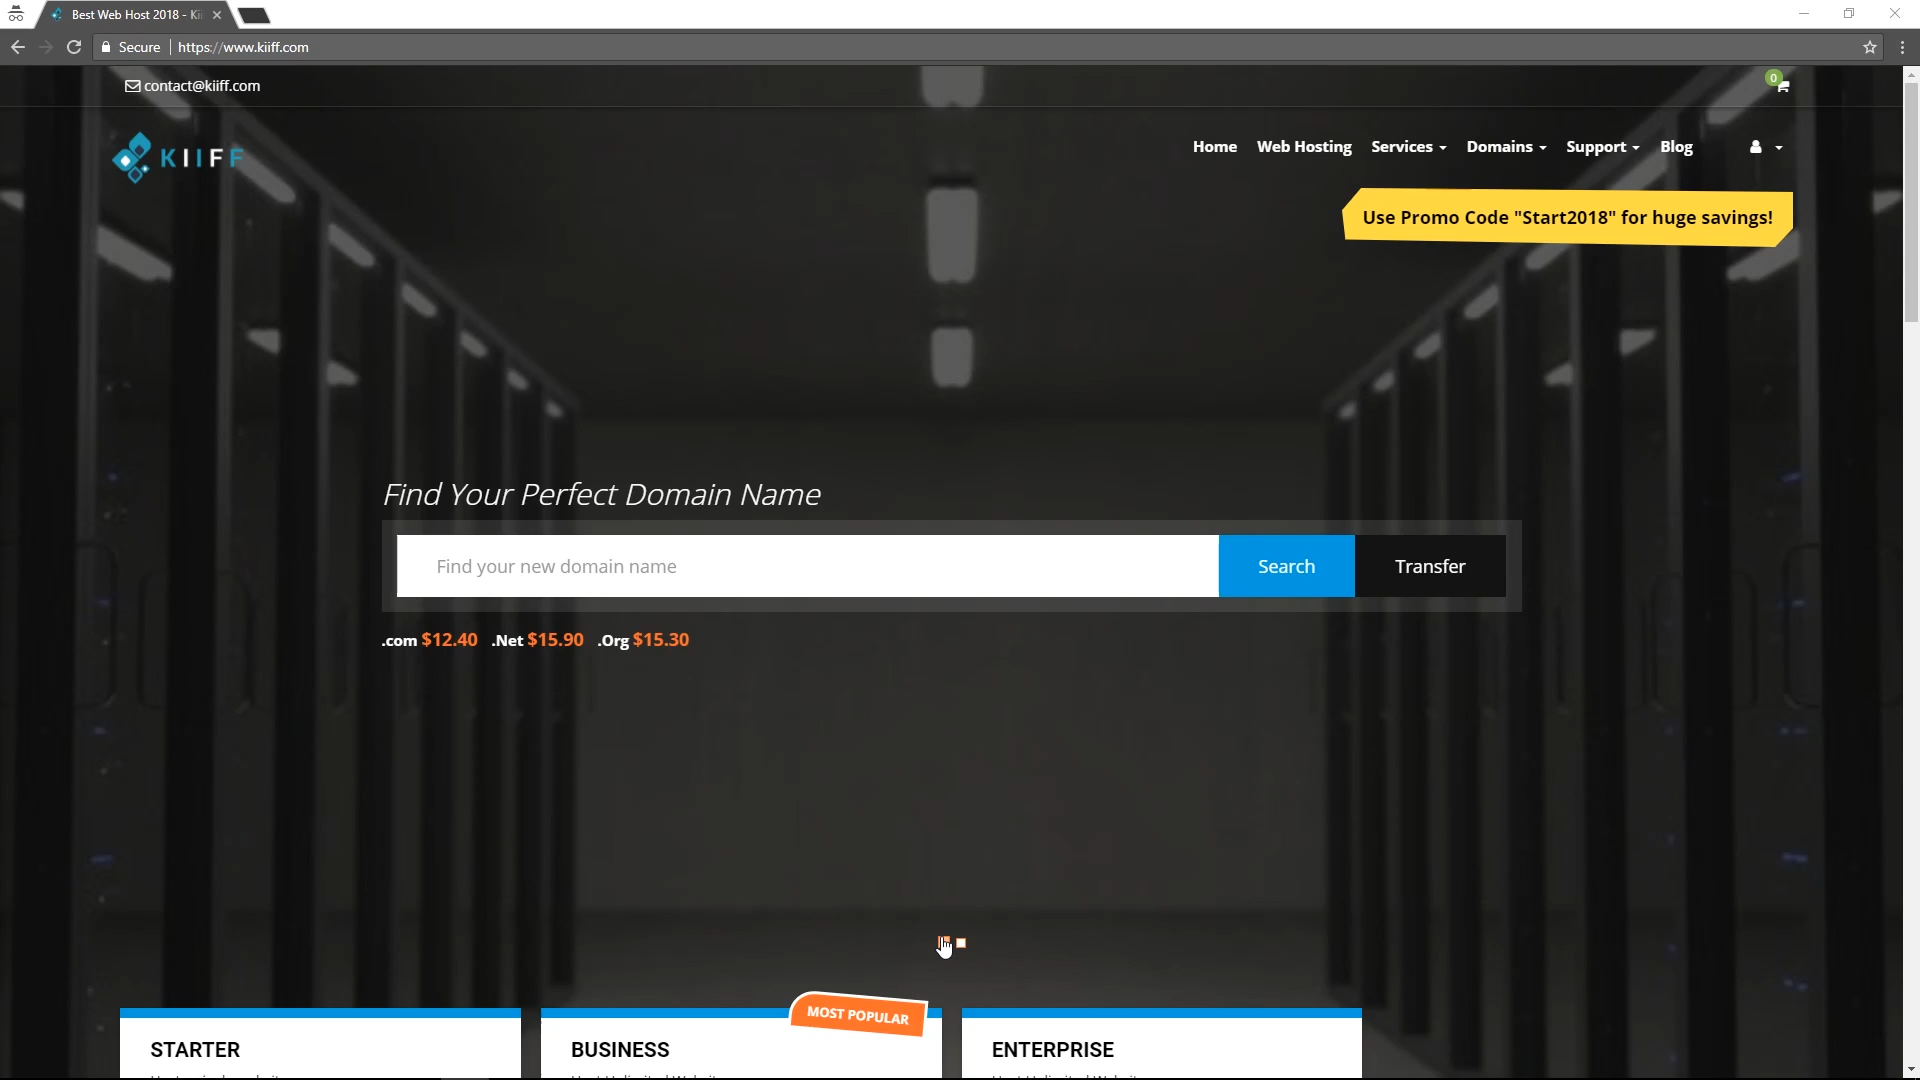 Best Web Host 2018 - Ki
Secure
https://www.kiiff.com
contact@kiiff.com
0
KIIFF
Home Web Hosting Services Domains Support Blog
Use Promo Code "Start2018" for huge savings!
Find Your Perfect Domain Name
Find your new domain name Search Transfer
.com $12.40 .Net $15.90 .Org $15.30
MOST POPULAR
STARTER BUSINESS ENTERPRISE